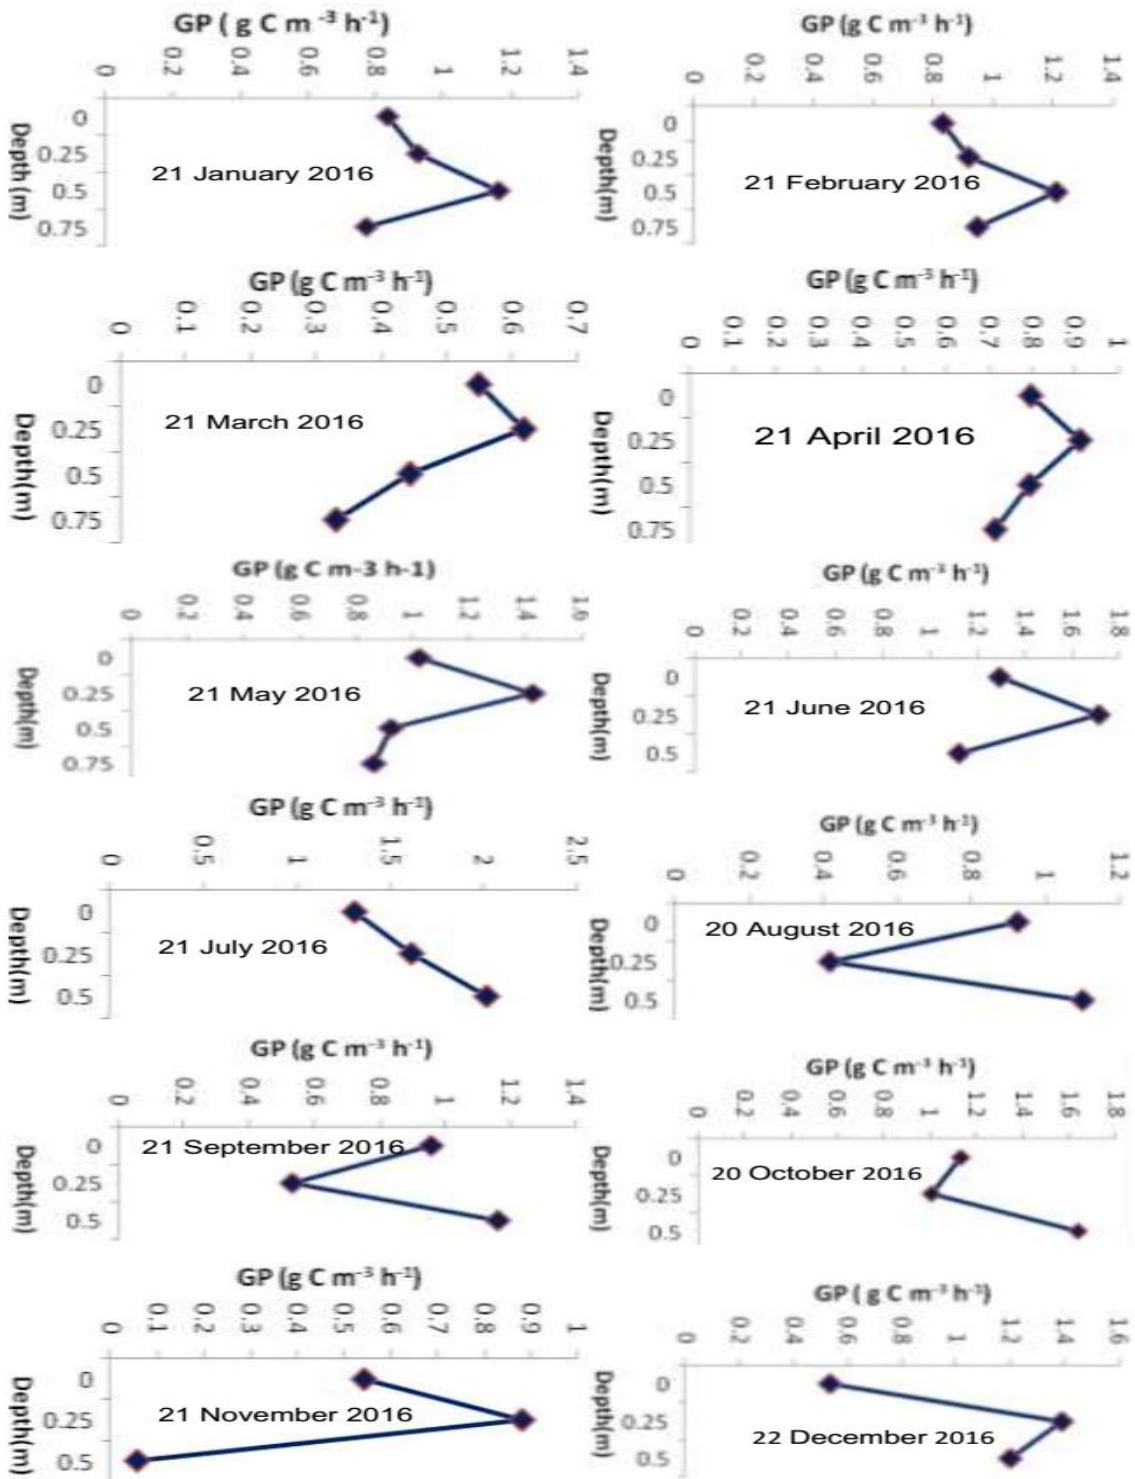 GP ( g C m ⁻³ h⁻¹)
0 0.2 0.4 0.6 0.8 1 1.2 1.4
Depth (m)
0
0.25
0.5
0.75
21 January 2016
GP (g C m⁻³ h⁻¹)
0 0.2 0.4 0.6 0.8 1 1.2 1.4
Depth(m)
0
0.25
0.5
0.75
21 February 2016
GP (g C m⁻³ h⁻¹)
0 0.1 0.2 0.3 0.4 0.5 0.6 0.7
Depth(m)
0
0.25
0.5
0.75
21 March 2016
GP (g C m⁻³ h⁻¹)
0 0.1 0.2 0.3 0.4 0.5 0.6 0.7 0.8 0.9 1
Depth(m)
0
0.25
0.5
0.75
21 April 2016
GP (g C m-3 h-1)
0 0.2 0.4 0.6 0.8 1 1.2 1.4 1.6
Depth(m)
0
0.25
0.5
0.75
21 May 2016
GP (g C m⁻³ h⁻¹)
0 0.2 0.4 0.6 0.8 1 1.2 1.4 1.6 1.8
Depth(m)
0
0.25
0.5
21 June 2016
GP (g C m⁻³ h⁻¹)
0 0.5 1 1.5 2 2.5
Depth(m)
0
0.25
0.5
21 July 2016
GP (g C m⁻³ h⁻¹)
0 0.2 0.4 0.6 0.8 1 1.2
Depth(m)
0
0.25
0.5
20 August 2016
GP (g C m⁻³ h⁻¹)
0 0.2 0.4 0.6 0.8 1 1.2 1.4
Depth(m)
0
0.25
0.5
21 September 2016
GP (g C m⁻³ h⁻¹)
0 0.2 0.4 0.6 0.8 1 1.2 1.4 1.6 1.8
Depth(m)
0
0.25
0.5
20 October 2016
GP (g C m⁻³ h⁻¹)
0 0.1 0.2 0.3 0.4 0.5 0.6 0.7 0.8 0.9 1
Depth(m)
0
0.25
0.5
21 November 2016
GP ( g C m⁻³ h⁻¹)
0 0.2 0.4 0.6 0.8 1 1.2 1.4 1.6
Depth(m)
0
0.25
0.5
22 December 2016